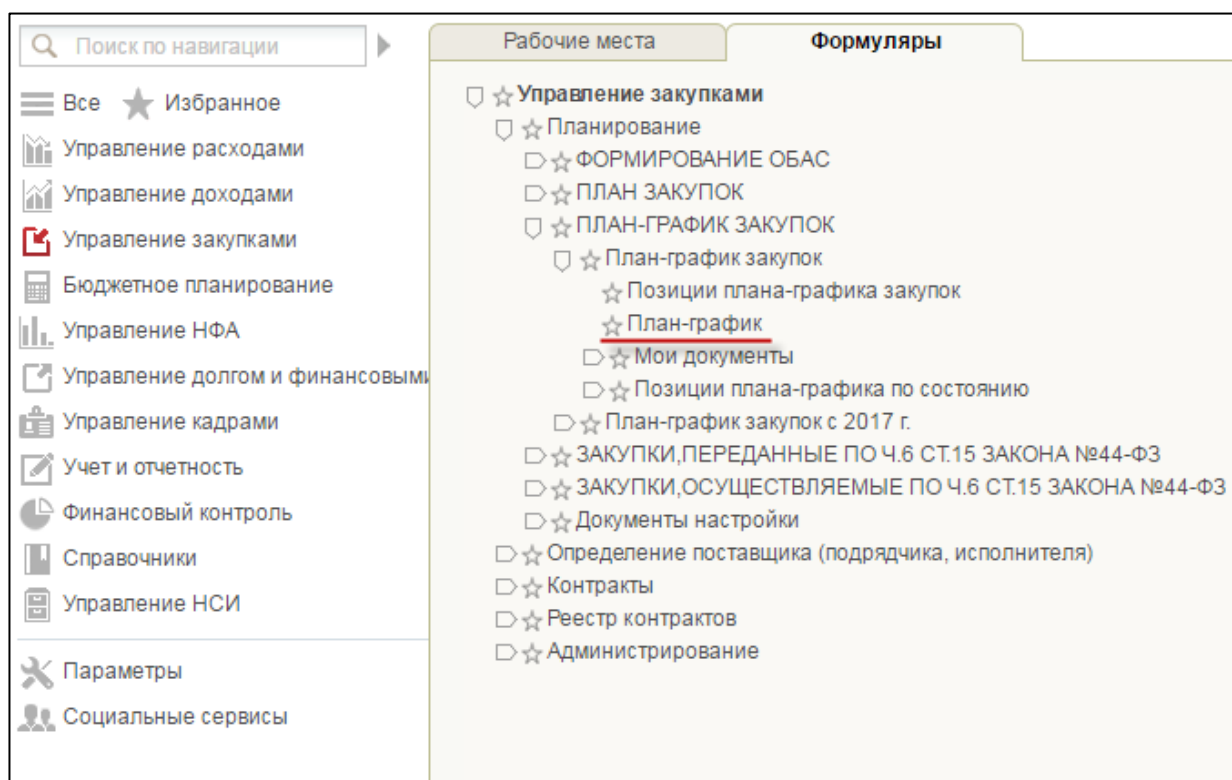 Поиск по навигации
Все Избранное
Управление расходами
Управление доходами
Управление закупками
Бюджетное планирование
Управление НФА
Управление долгом и финансовыми
Управление кадрами
Учет и отчетность
Финансовый контроль
Справочники
Управление НСИ
Параметры
Социальные сервисы
Рабочие места Формуляры
Управление закупками
Планирование
ФОРМИРОВАНИЕ ОБАС
ПЛАН ЗАКУПОК
ПЛАН-ГРАФИК ЗАКУПОК
План-график закупок
Позиции плана-графика закупок
План-график
Мои документы
Позиции плана-графика по состоянию
План-график закупок с 2017 г.
ЗАКУПКИ,ПЕРЕДАННЫЕ ПО Ч.6 СТ.15 ЗАКОНА №44-ФЗ
ЗАКУПКИ,ОСУЩЕСТВЛЯЕМЫЕ ПО Ч.6 СТ.15 ЗАКОНА №44-ФЗ
Документы настройки
Определение поставщика (подрядчика, исполнителя)
Контракты
Реестр контрактов
Администрирование